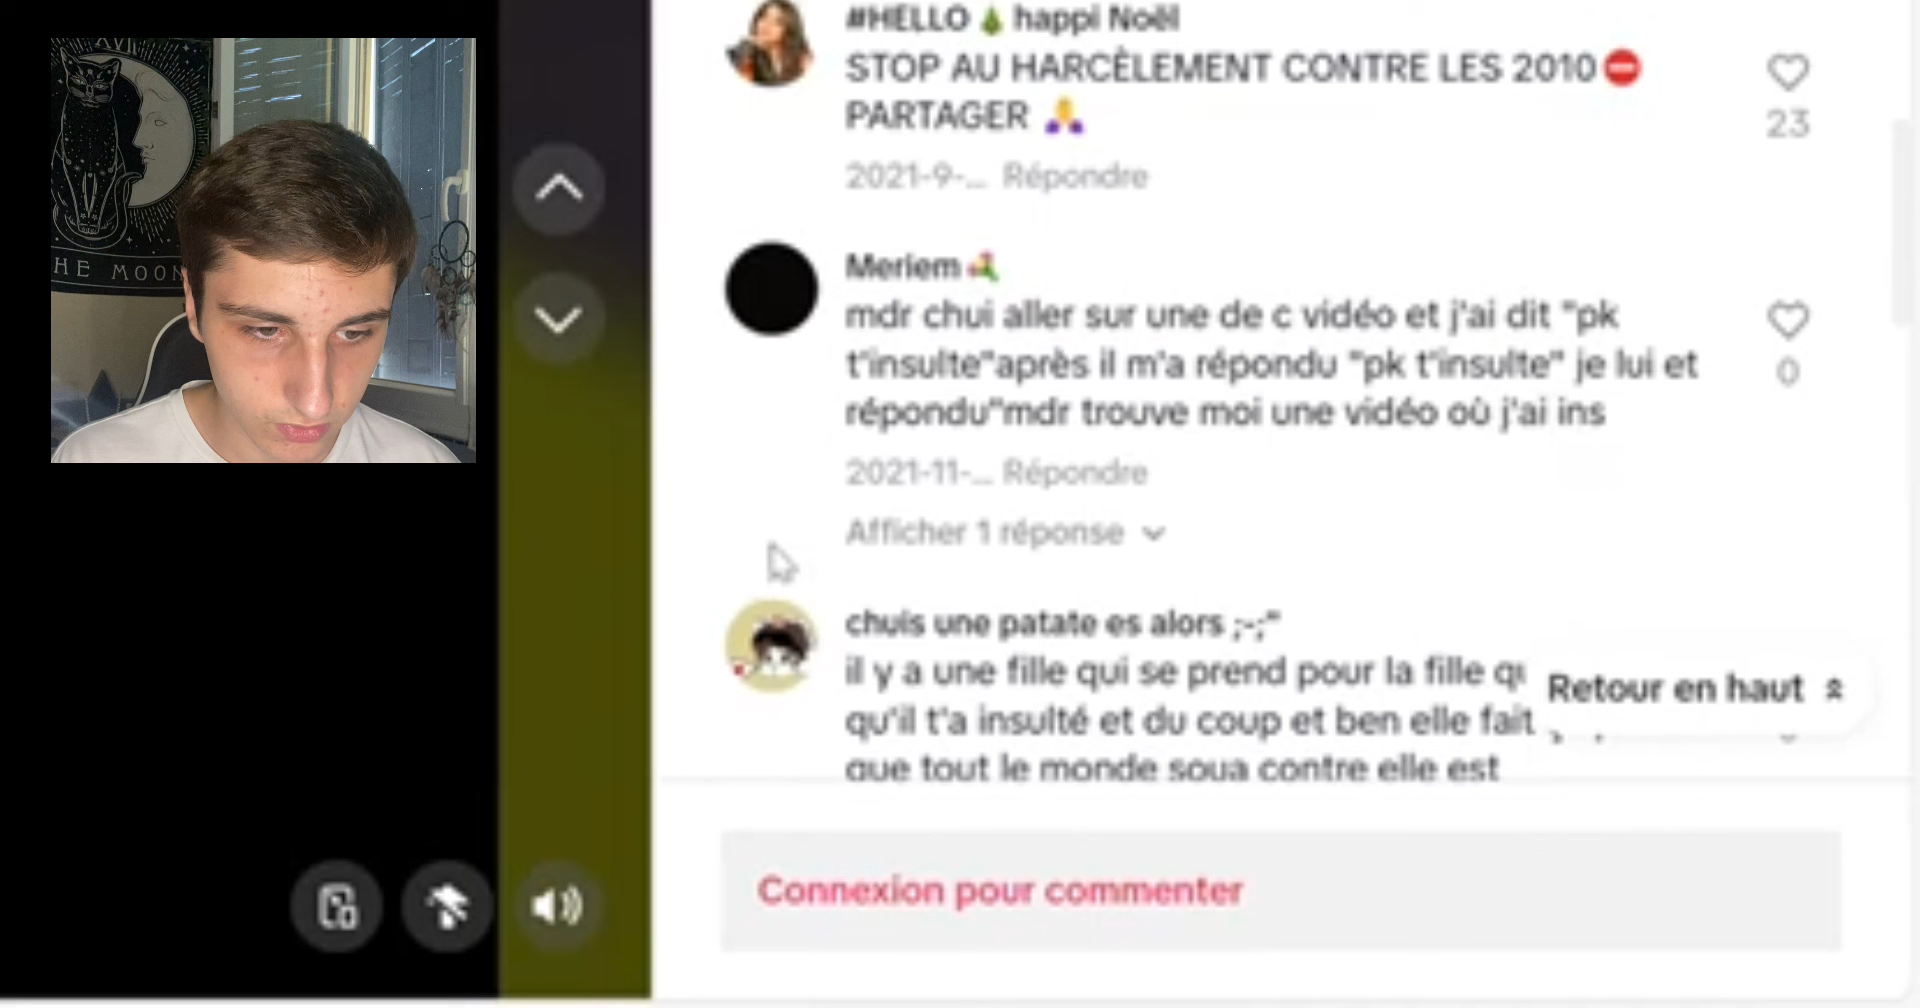 XVII
THE MOON
#HELLO🎄happi Noël
STOP AU HARCÈLEMENT CONTRE LES 2010⛔
PARTAGER 🙏
23
2021-9-... Répondre
Meriem
mdr chui aller sur une de c vidéo et j'ai dit "pk
t'insulte"après il m'a répondu "pk t'insulte" je lui et
répondu"mdr trouve moi une vidéo où j'ai ins
0
2021-11-... Répondre
Afficher 1 réponse
chuis une patate es alors ;-;"
il y a une fille qui se prend pour la fille
qu'il t'a insulté et du coup et ben elle fait
que tout le monde soua contre elle est
Retour en haut
Connexion pour commenter